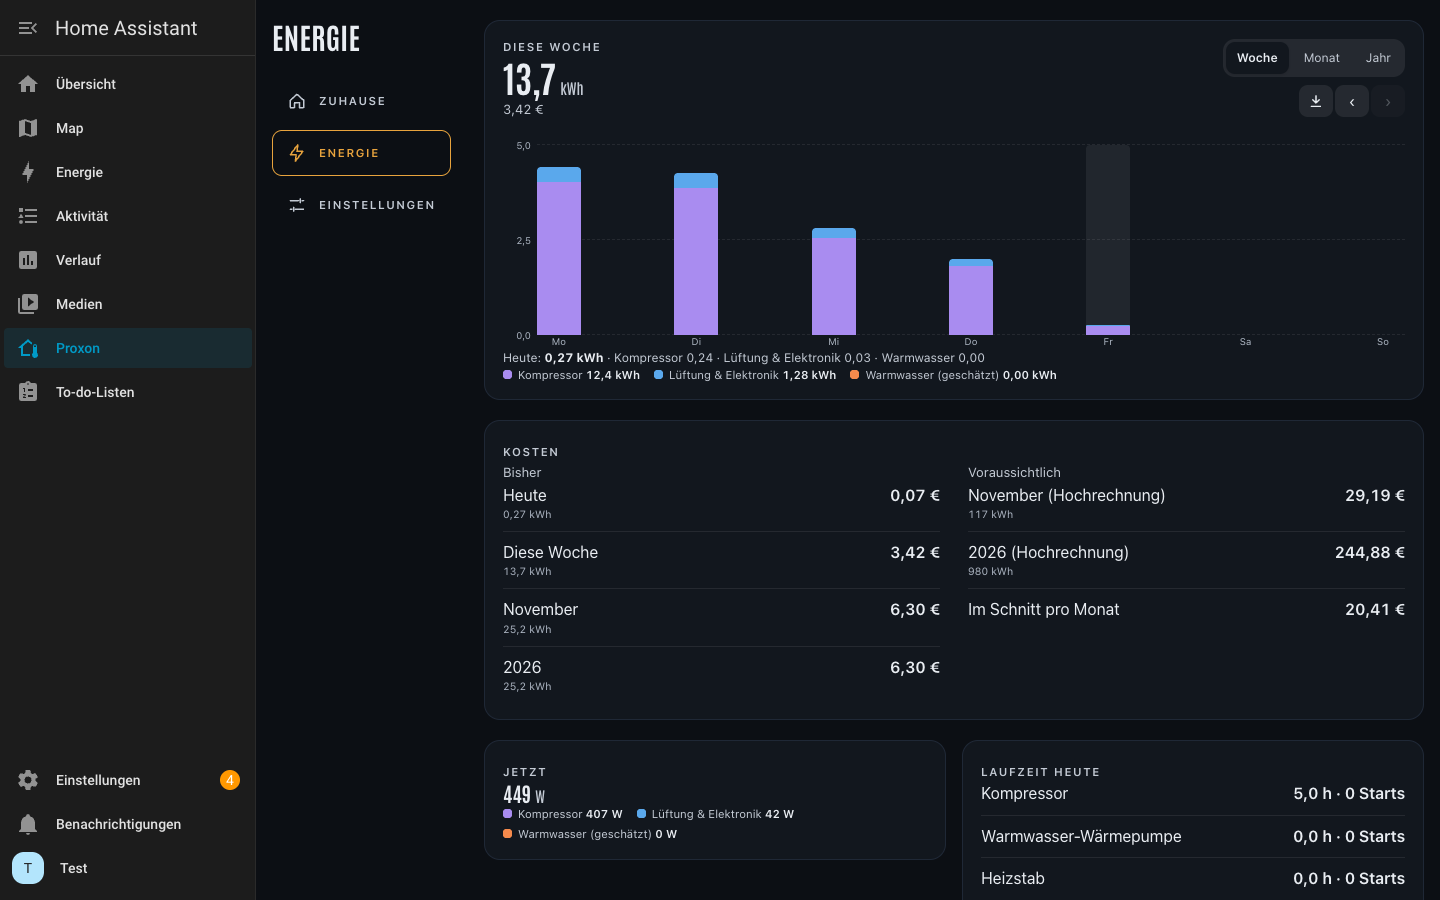 Home Assistant
Übersicht
Map
Energie
Aktivität
Verlauf
Medien
Proxon
To-do-Listen
Einstellungen 4
Benachrichtigungen
T Test
ENERGIE
ZUHAUSE
ENERGIE
EINSTELLUNGEN
DIESE WOCHE
13,7 kWh
3,42 €
Woche Monat Jahr
5,0
2,5
0,0
Mo Di Mi Do Fr Sa So
Heute: 0,27 kWh · Kompressor 0,24 · Lüftung & Elektronik 0,03 · Warmwasser 0,00
Kompressor 12,4 kWh Lüftung & Elektronik 1,28 kWh Warmwasser (geschätzt) 0,00 kWh
KOSTEN
Bisher
Heute 0,07 €
0,27 kWh
Diese Woche 3,42 €
13,7 kWh
November 6,30 €
25,2 kWh
2026 6,30 €
25,2 kWh
Voraussichtlich
November (Hochrechnung) 29,19 €
117 kWh
2026 (Hochrechnung) 244,88 €
980 kWh
Im Schnitt pro Monat 20,41 €
JETZT
449 W
Kompressor 407 W Lüftung & Elektronik 42 W
Warmwasser (geschätzt) 0 W
LAUFZEIT HEUTE
Kompressor 5,0 h · 0 Starts
Warmwasser-Wärmepumpe 0,0 h · 0 Starts
Heizstab 0,0 h · 0 Starts